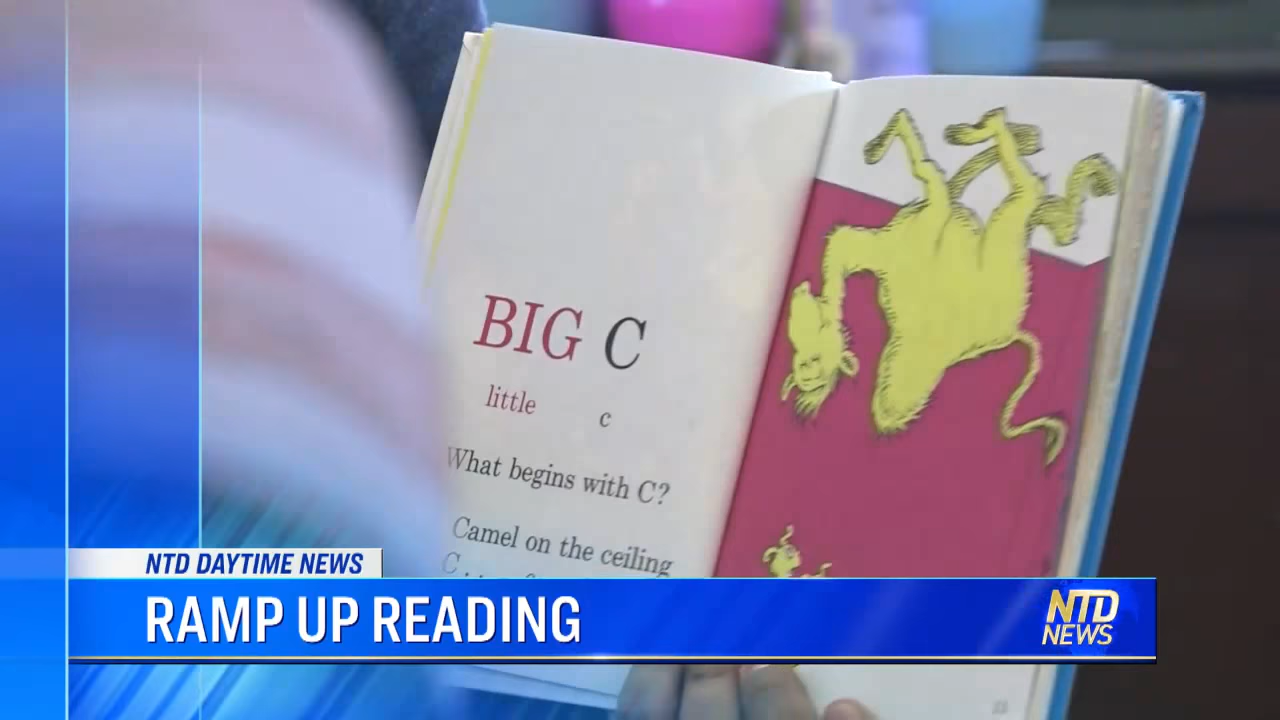 BIG C
little c
What begins with C?
Camel on the ceiling
C
NTD DAYTIME NEWS
RAMP UP READING
NTD
NEWS